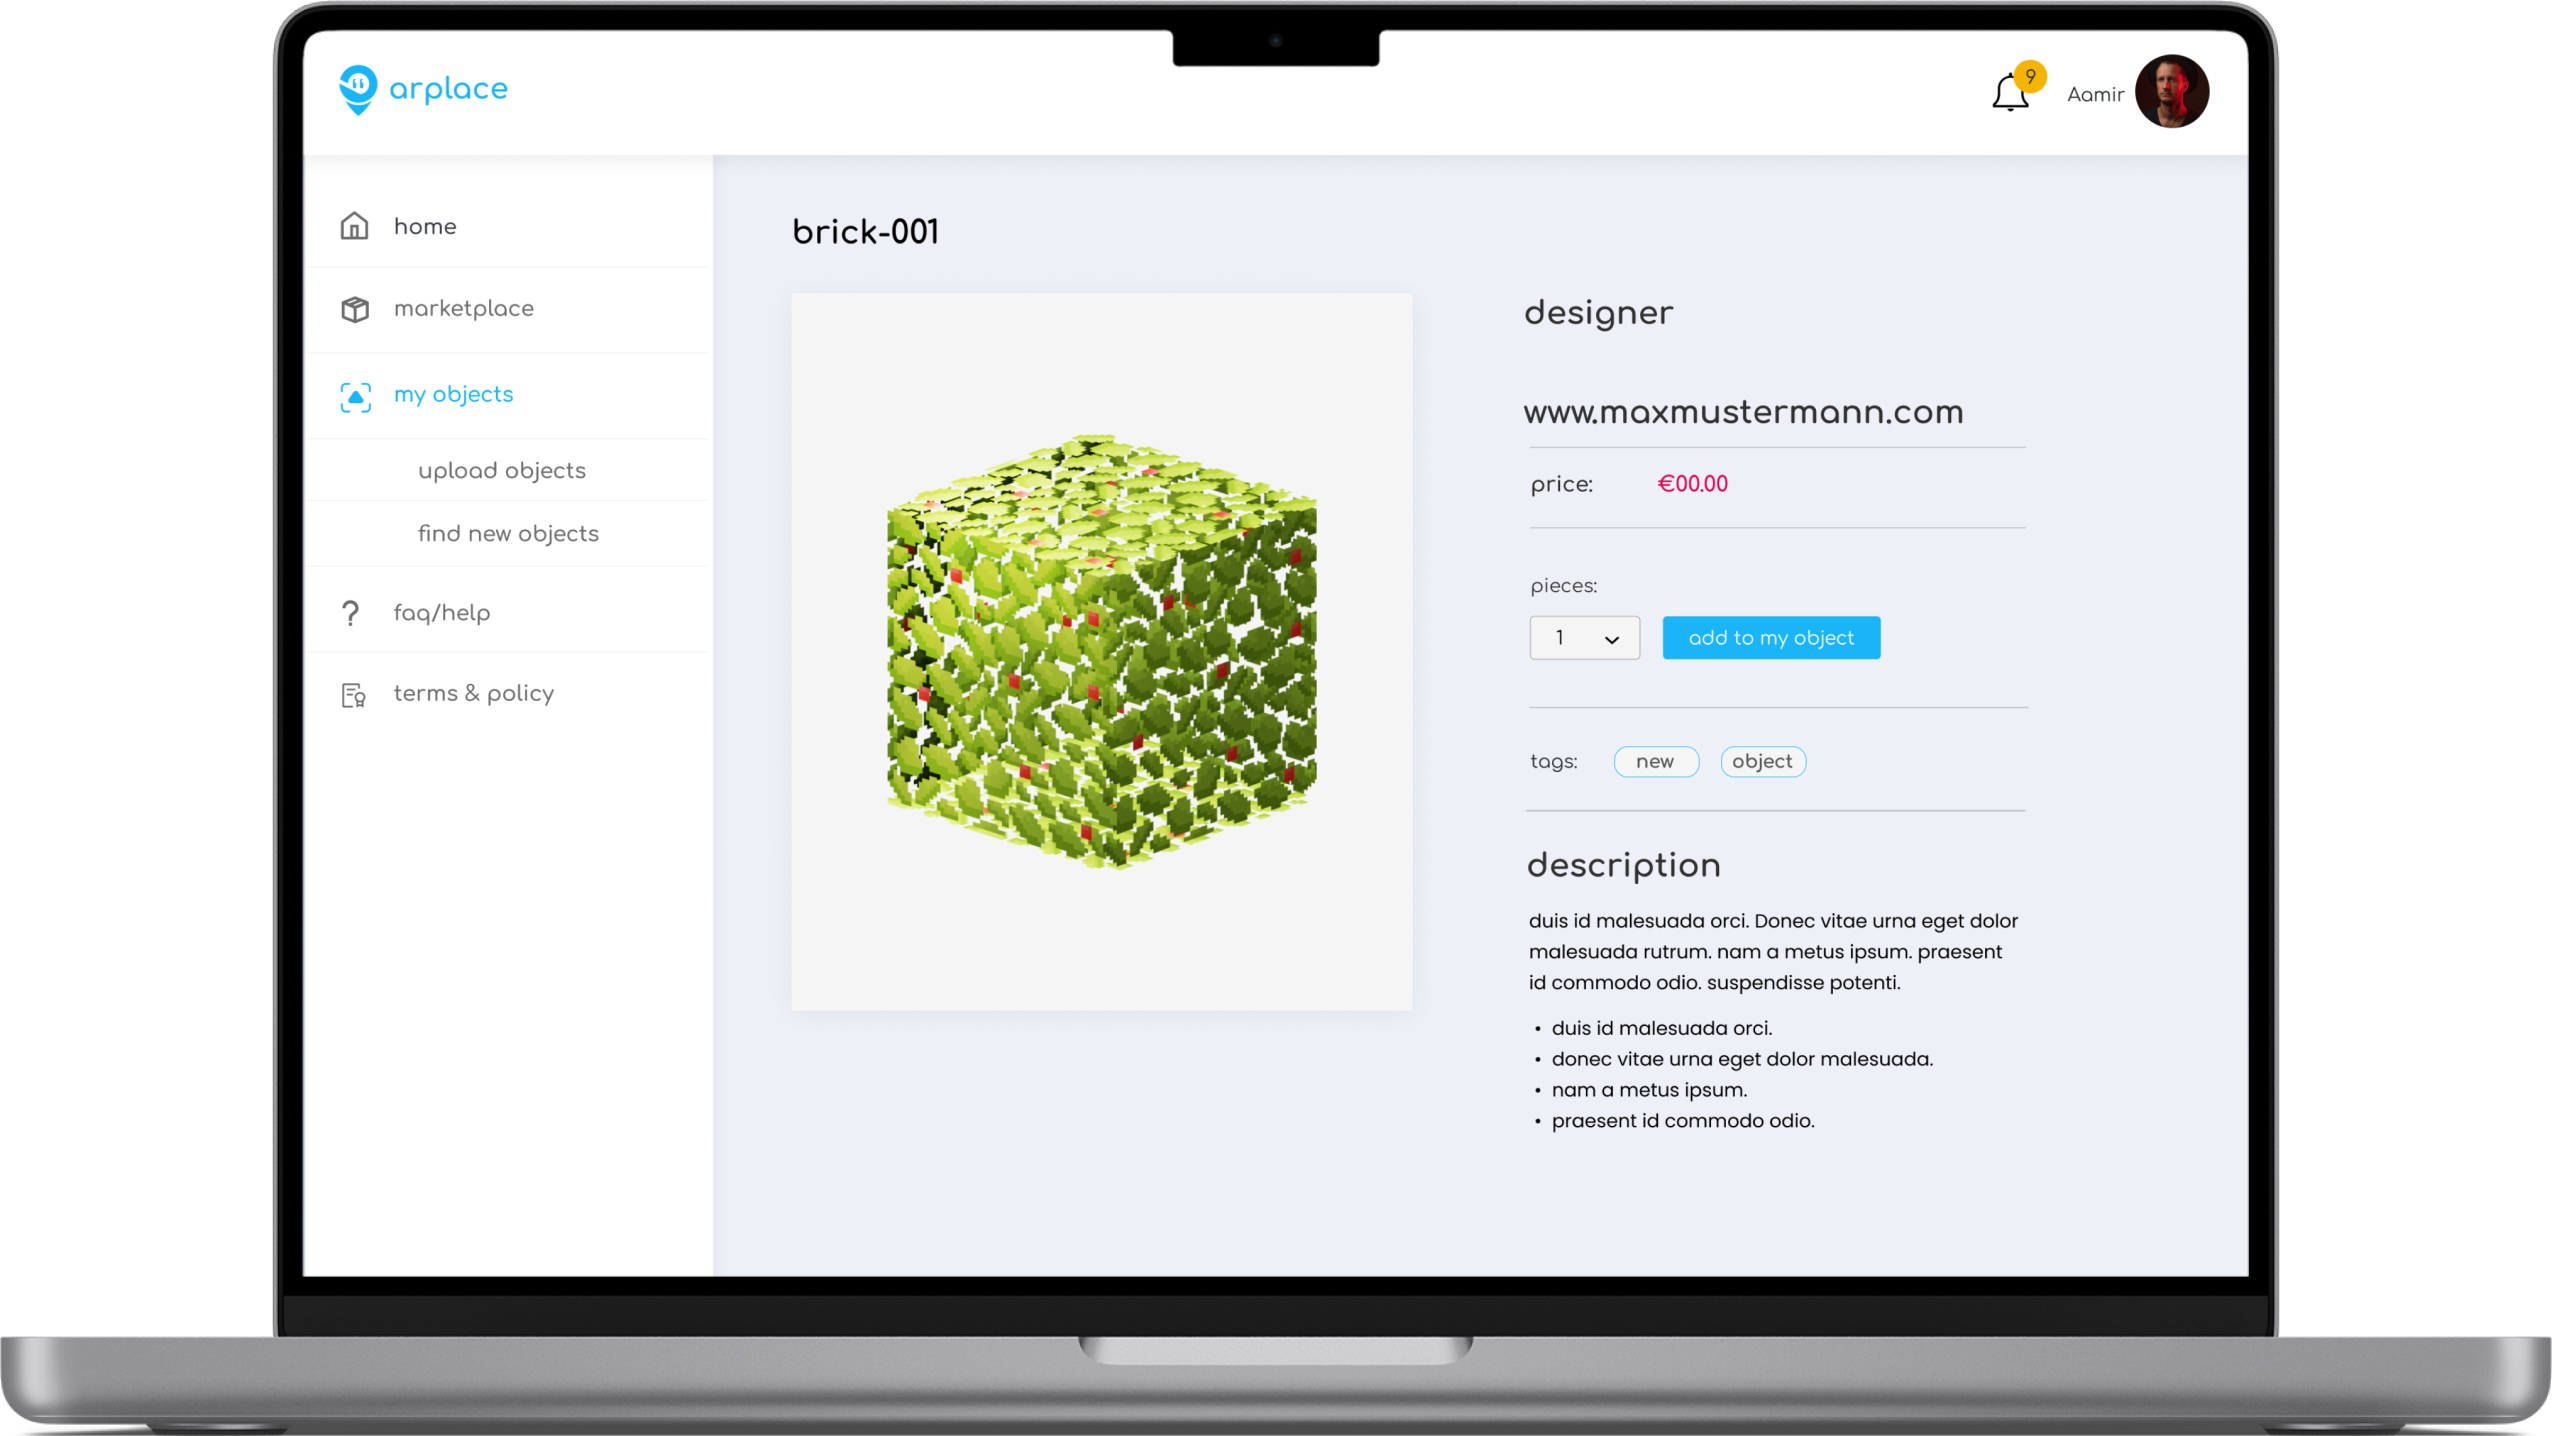 arplace
9
Aamir
home
marketplace
my objects
upload objects
find new objects
faq/help
terms & policy
brick-001
designer
www.maxmustermann.com
price: €00.00
pieces:
1
add to my object
tags: new object
description
duis id malesuada orci. Donec vitae urna eget dolor
malesuada rutrum. nam a metus ipsum. praesent
id commodo odio. suspendisse potenti.
• duis id malesuada orci.
• donec vitae urna eget dolor malesuada.
• nam a metus ipsum.
• praesent id commodo odio.